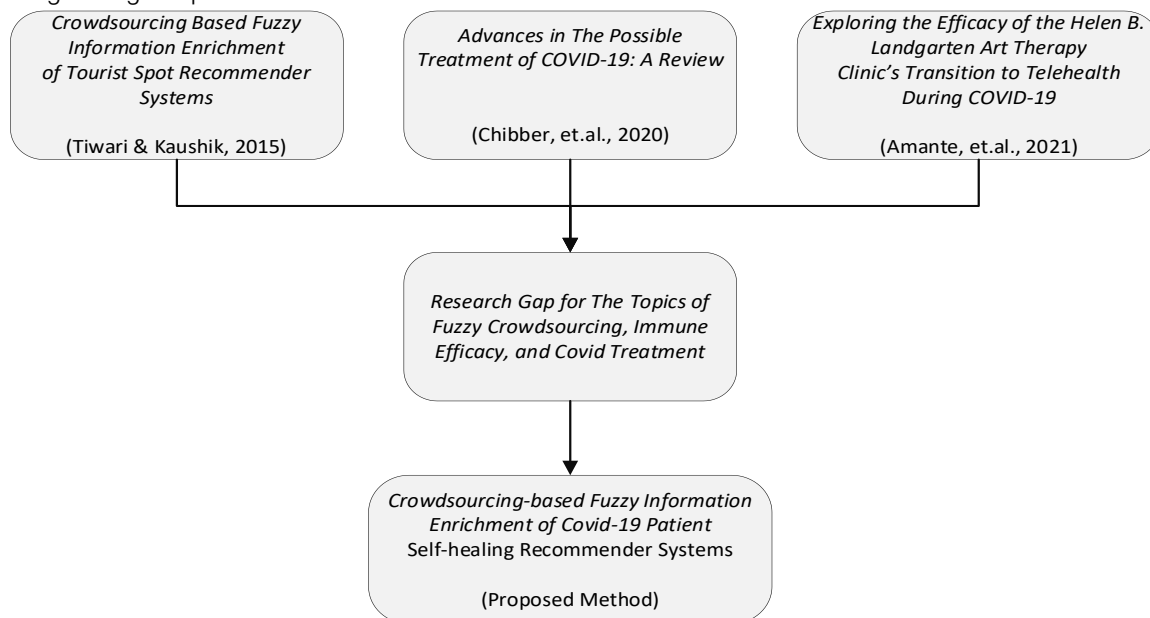 Crowdsourcing Based Fuzzy
Information Enrichment
of Tourist Spot Recommender
Systems
(Tiwari & Kaushik, 2015)
Advances in The Possible
Treatment of COVID-19: A Review
(Chibber, et.al., 2020)
Exploring the Efficacy of the Helen B.
Landgarten Art Therapy
Clinic’s Transition to Telehealth
During COVID-19
(Amante, et.al., 2021)
Research Gap for The Topics of
Fuzzy Crowdsourcing, Immune
Efficacy, and Covid Treatment
Crowdsourcing-based Fuzzy Information
Enrichment of Covid-19 Patient
Self-healing Recommender Systems
(Proposed Method)